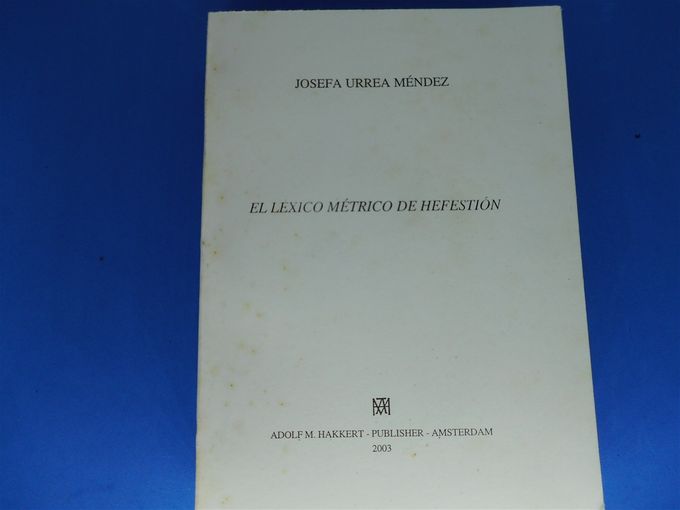 JOSEFA URREA MÉNDEZ
EL LEXICO MÉTRICO DE HEFESTIÓN
ADOLF M. HAKKERT - PUBLISHER - AMSTERDAM
2003